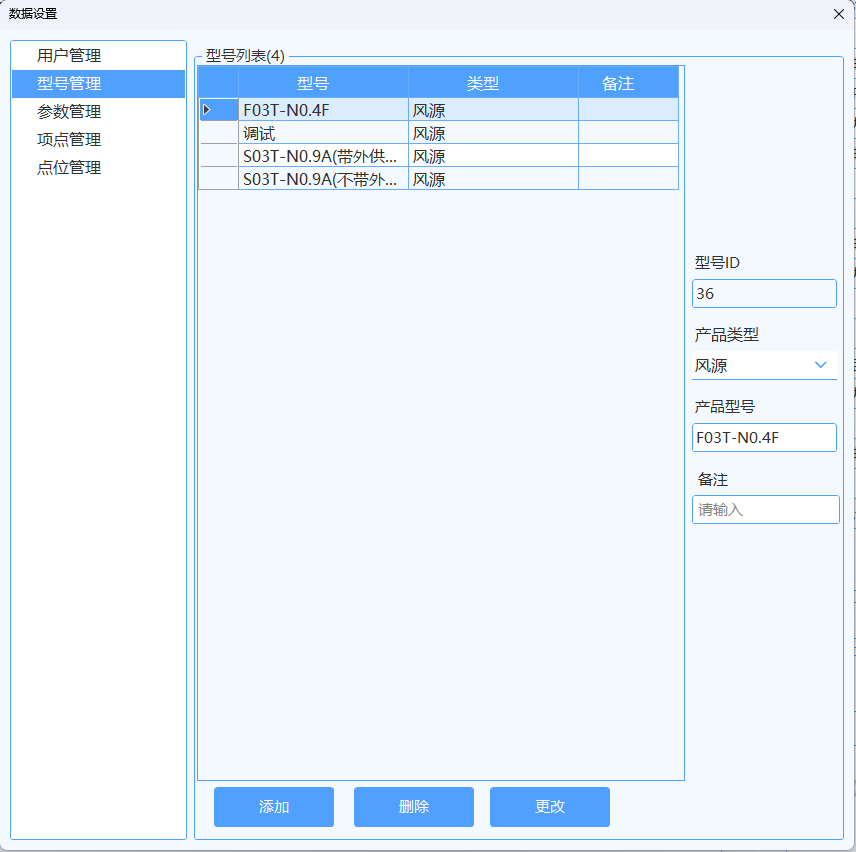 数据设置
用户管理
型号管理
参数管理
项点管理
点位管理
型号列表(4)
型号 类型 备注
F03T-N0.4F 风源
调试 风源
S03T-N0.9A(带外供... 风源
S03T-N0.9A(不带外... 风源
型号ID
36
产品类型
风源
产品型号
F03T-N0.4F
备注
请输入
添加 删除 更改